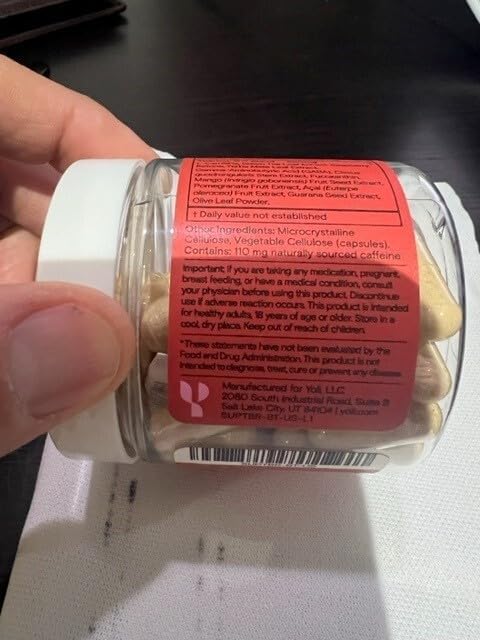 Gamma-Aminobutyric Acid (GABA), Cissus
quadrangularis Stem Extract, Fucoxanthin,
Mango (Irvingia gabonensis) Fruit Seed Extract,
Pomegranate Fruit Extract, Açai (Euterpe
oleracea) Fruit Extract, Guarana Seed Extract,
Olive Leaf Powder.
† Daily value not established
Other Ingredients: Microcrystalline
Cellulose, Vegetable Cellulose (capsules).
Contains: 110 mg naturally sourced caffeine
Important: If you are taking any medication, pregnant,
breast feeding, or have a medical condition, consult
your physician before using this product. Discontinue
use if adverse reaction occurs. This product is intended
for healthy adults, 18 years of age or older. Store in a
cool, dry place. Keep out of reach of children.
*These statements have not been evaluated by the
Food and Drug Administration. This product is not
intended to diagnose, treat, cure or prevent any disease.
Manufactured for Yoli, LLC
2080 South Industrial Road, Suite
Salt Lake City, UT 84104 | yoli.com